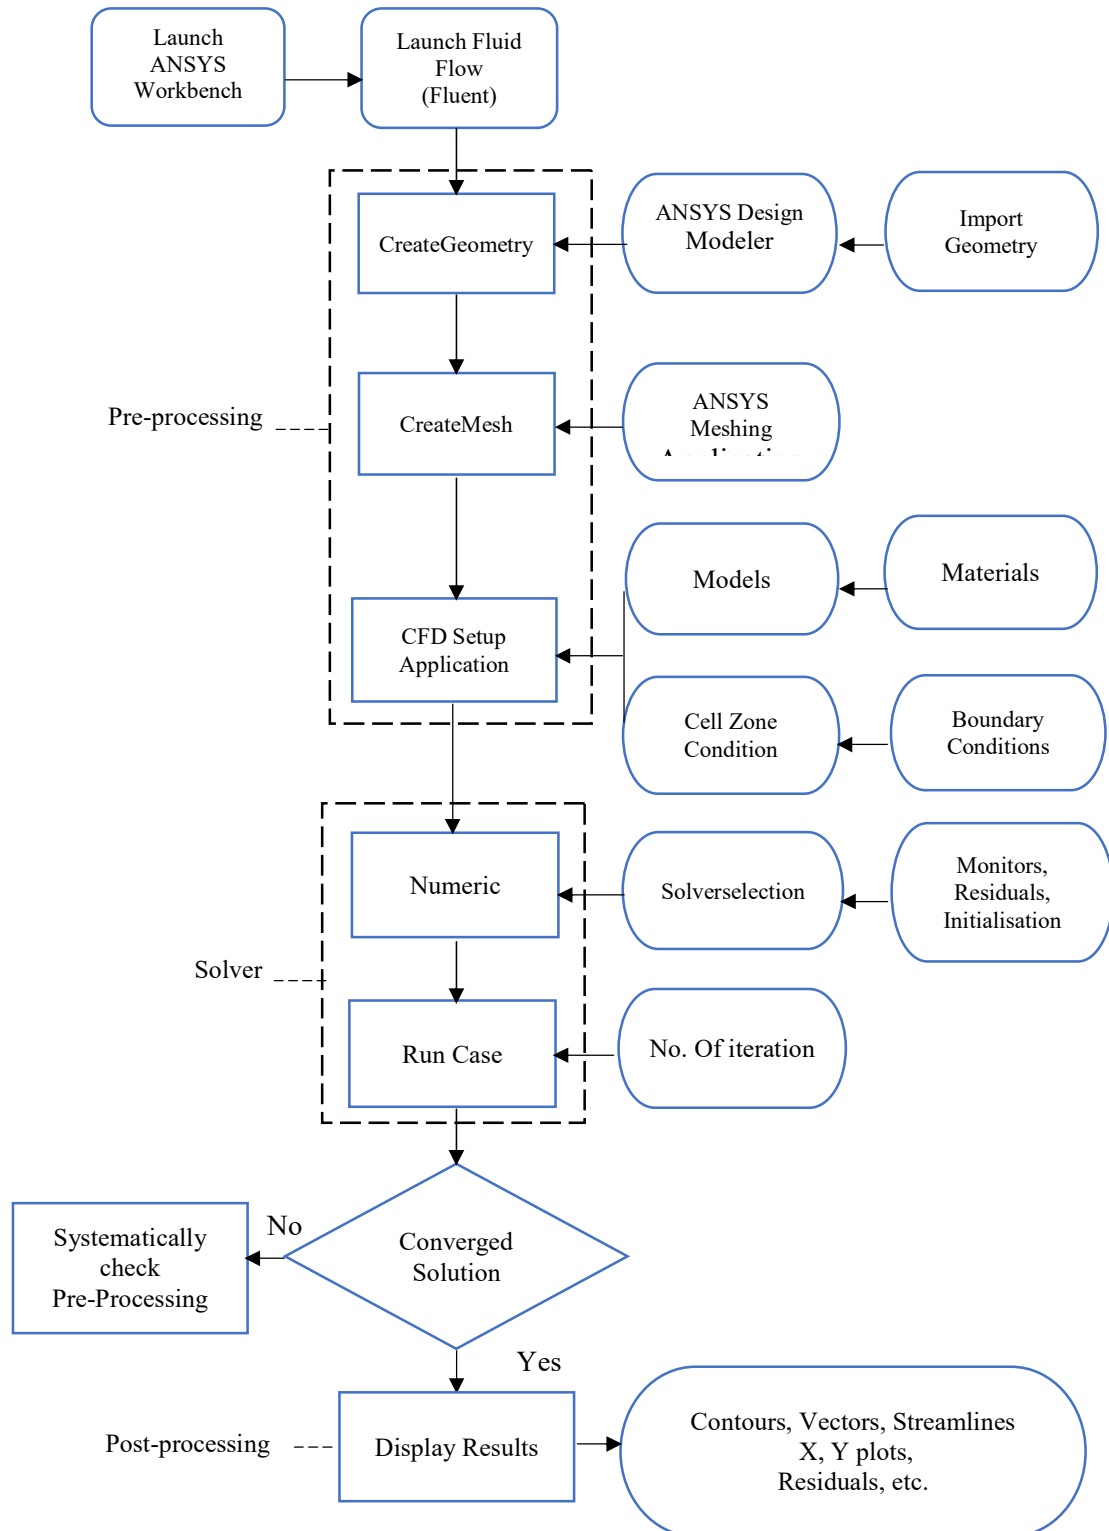 Launch
ANSYS
Workbench
Launch Fluid
Flow
(Fluent)
CreateGeometry
ANSYS Design
Modeler
Import
Geometry
Pre-processing
CreateMesh
ANSYS
Meshing
CFD Setup
Application
Models
Materials
Cell Zone
Condition
Boundary
Conditions
Numeric
Solverselection
Monitors,
Residuals,
Initialisation
Solver
Run Case
No. Of iteration
Converged
Solution
No
Systematically
check
Pre-Processing
Yes
Post-processing
Display Results
Contours, Vectors, Streamlines
X, Y plots,
Residuals, etc.